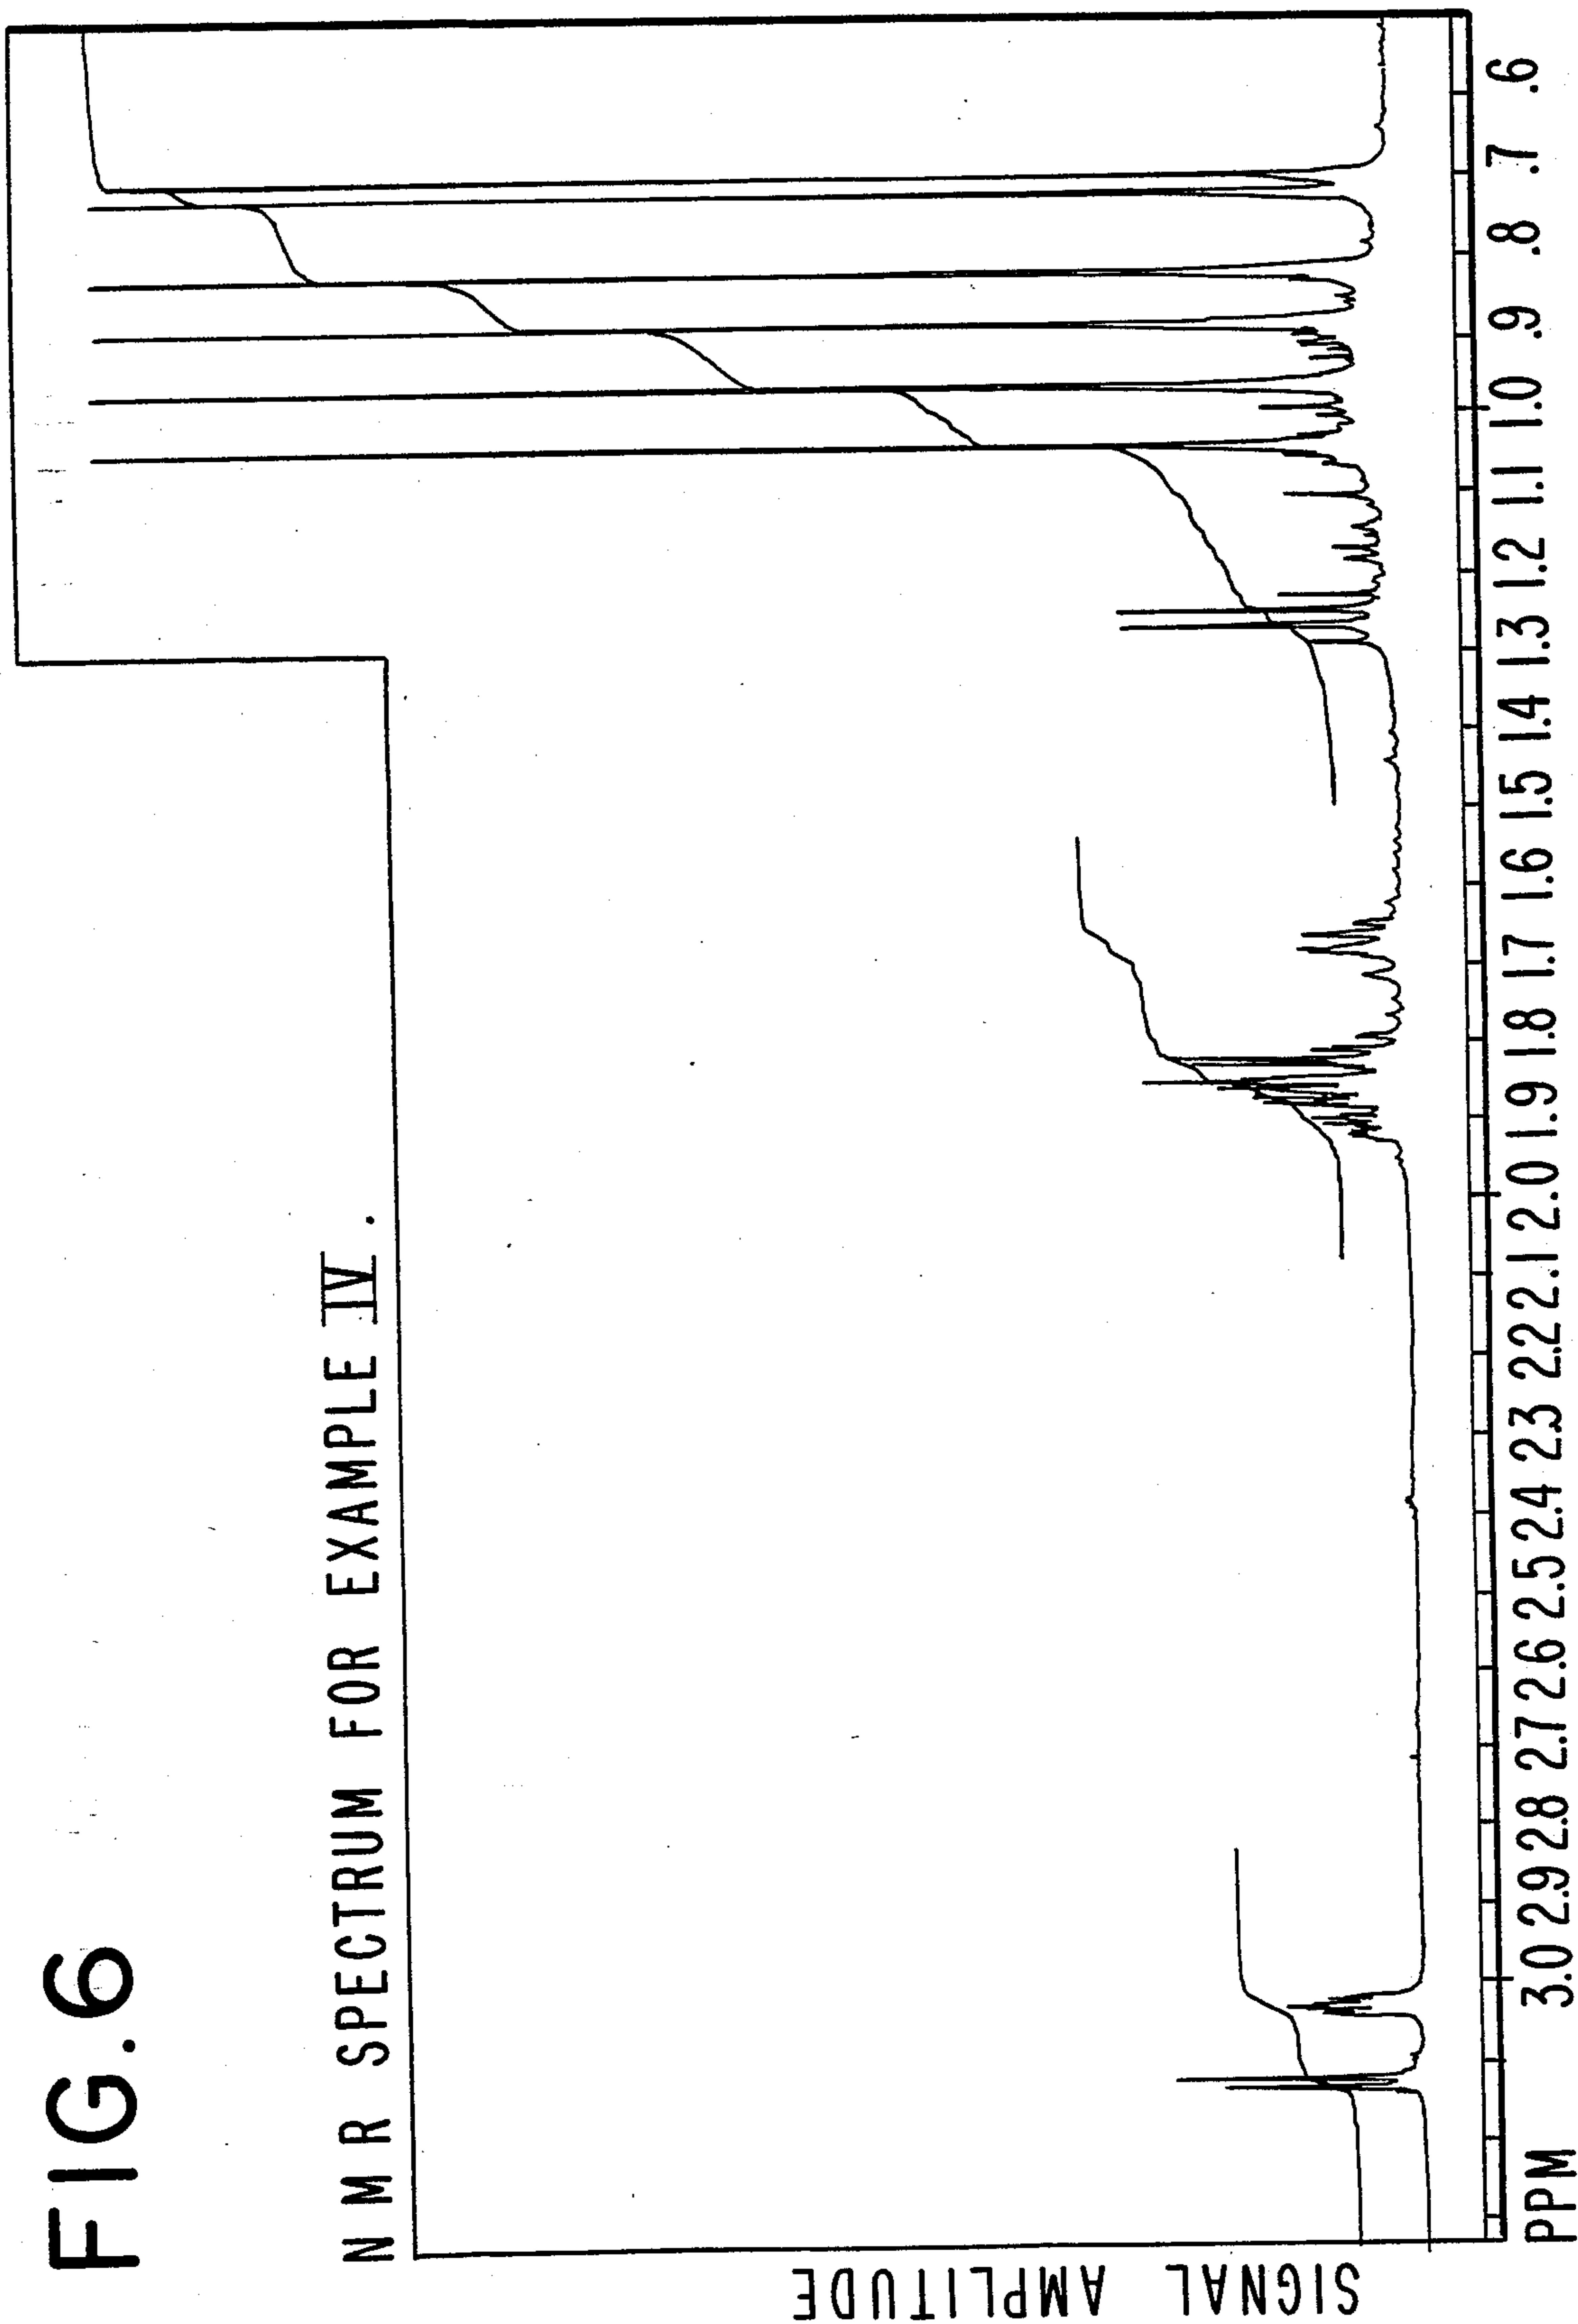 FIG.6
NMR SPECTRUM FOR EXAMPLE IV.
SIGNAL AMPLITUDE
PPM 3.0 2.9 2.8 2.7 2.6 2.5 2.4 2.3 2.2 2.1 2.0 1.9 1.8 1.7 1.6 1.5 1.4 1.3 1.2 1.1 1.0 .9 .8 .7 .6